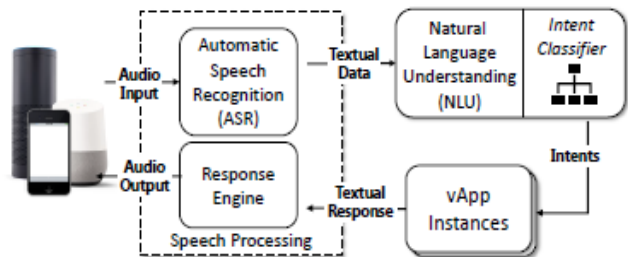 Audio
Input
Automatic
Speech
Recognition
(ASR)
Textual
Data
Natural
Language
Understanding
(NLU)
Intent
Classifier
Intents
vApp
Instances
Textual
Response
Response
Engine
Audio
Output
Speech Processing